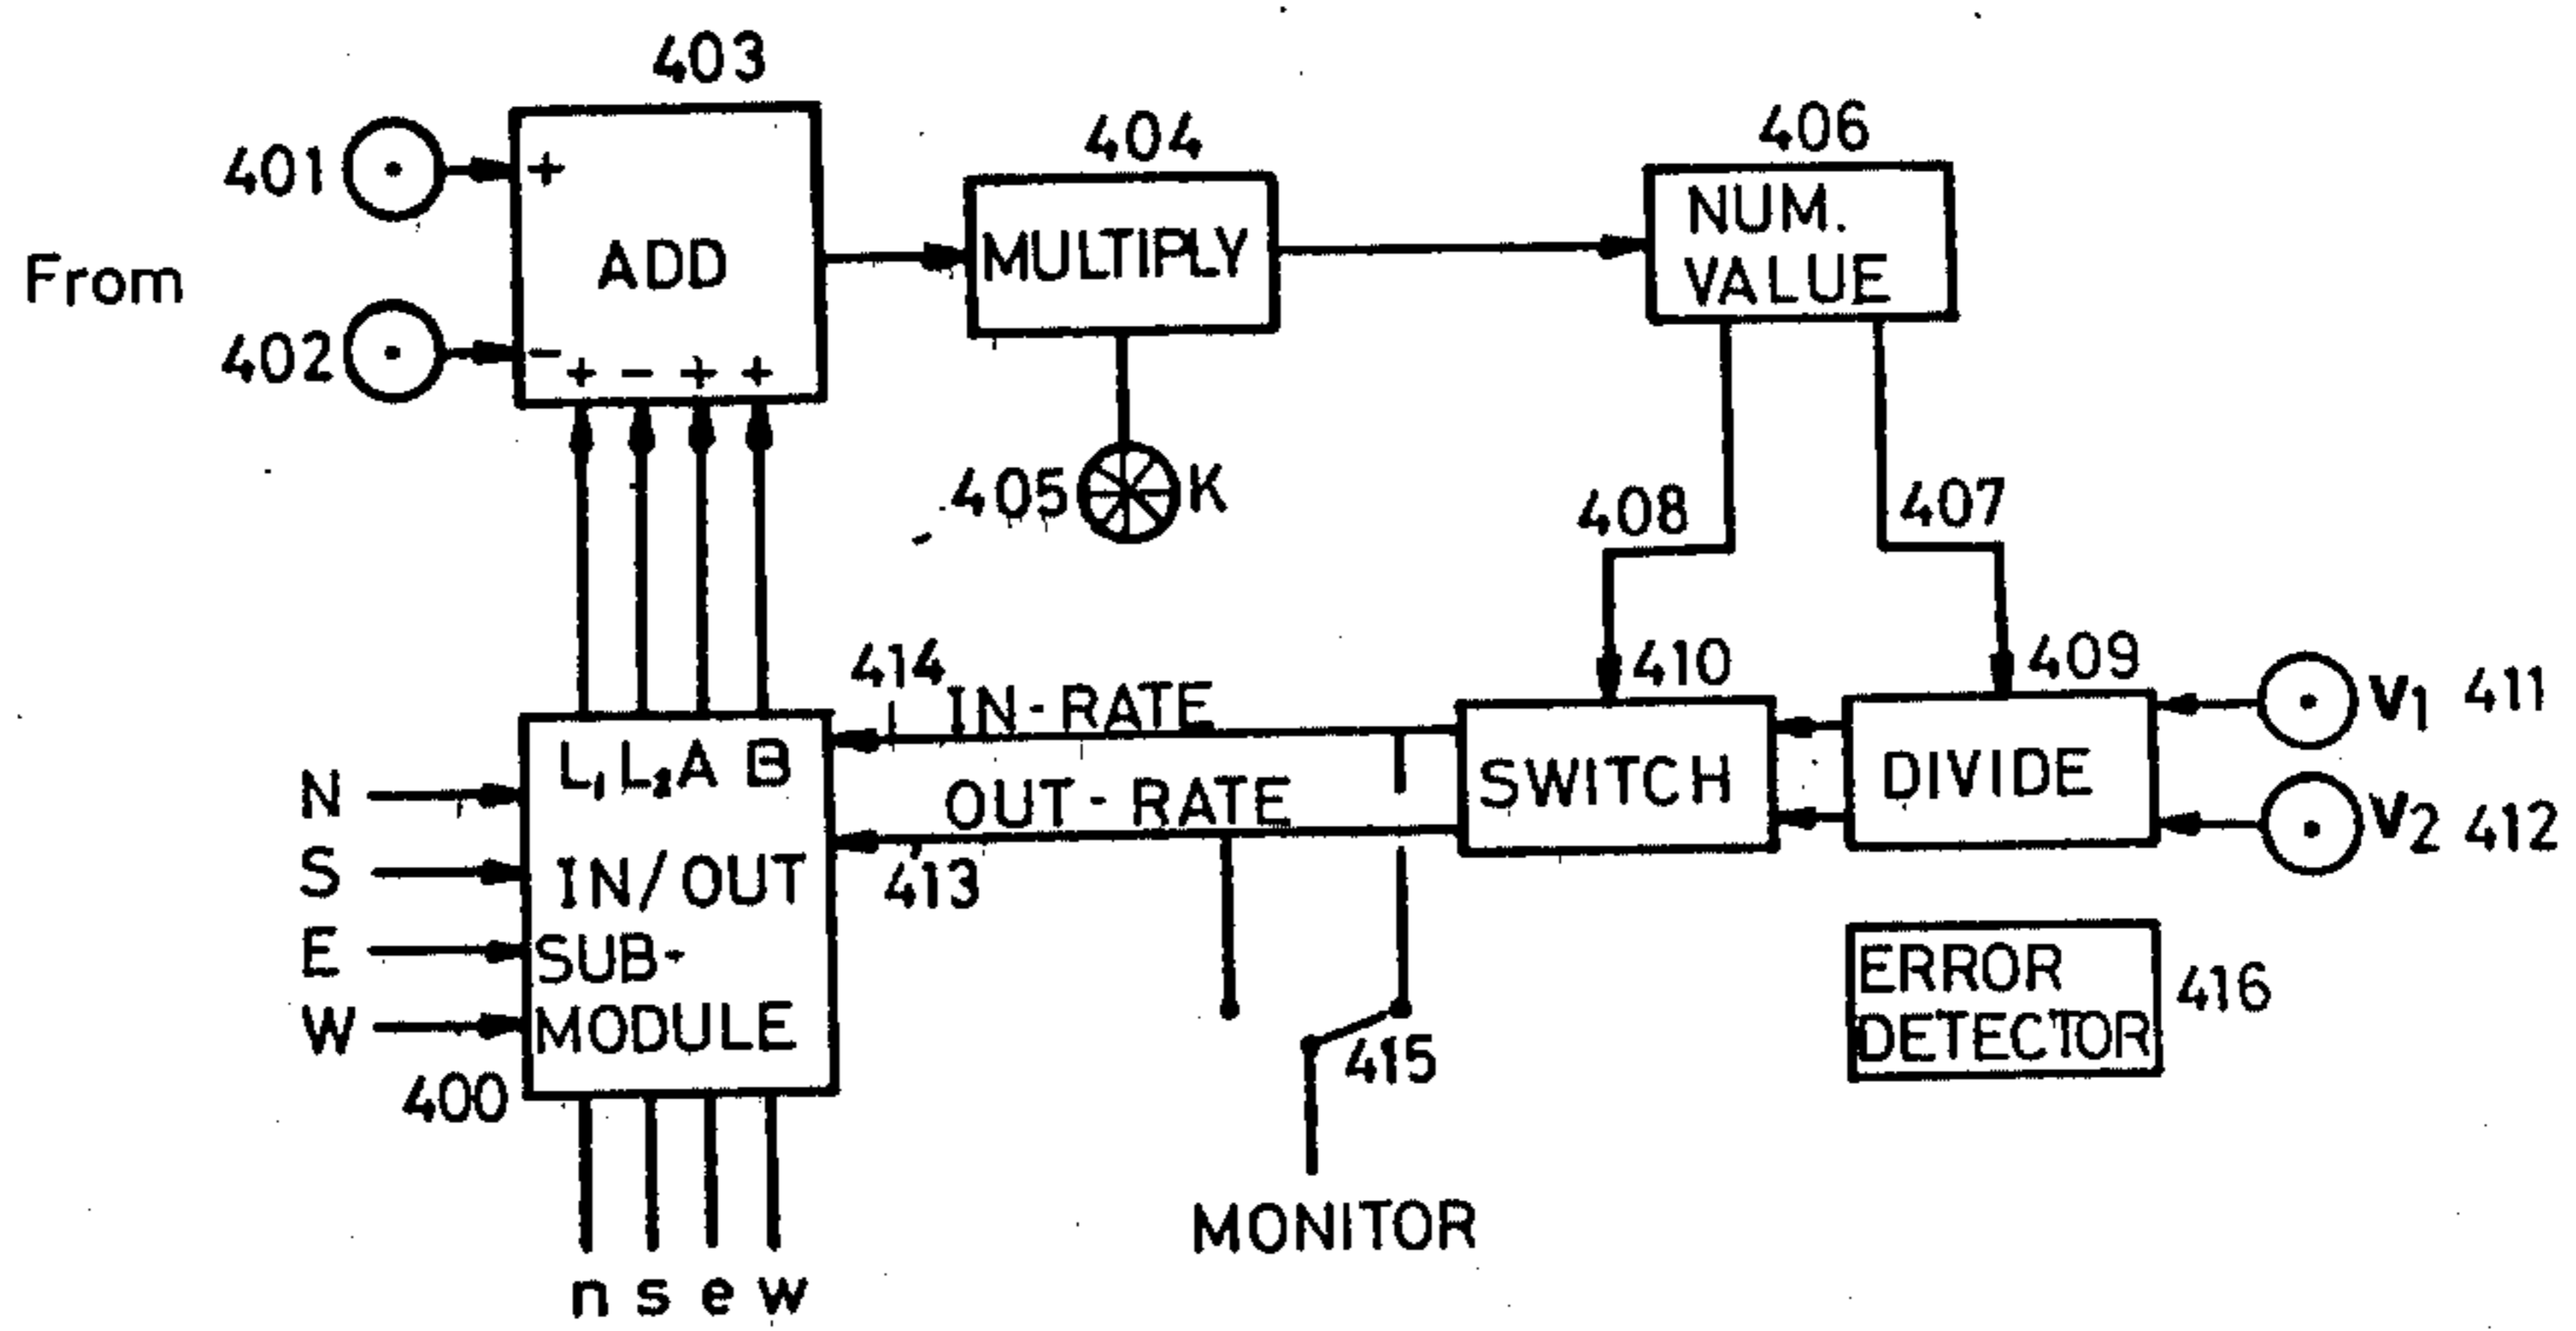 403
401
+
ADD
From
402
-
+ - + +
404
MULTIPLY
405
K
406
NUM.
VALUE
408
407
414
IN-RATE
410
409
V1
411
L1 L2 A B
OUT-RATE
SWITCH
DIVIDE
V2
412
413
N
S
E
W
IN/OUT
SUB-
MODULE
400
415
MONITOR
ERROR
DETECTOR
416
n s e w